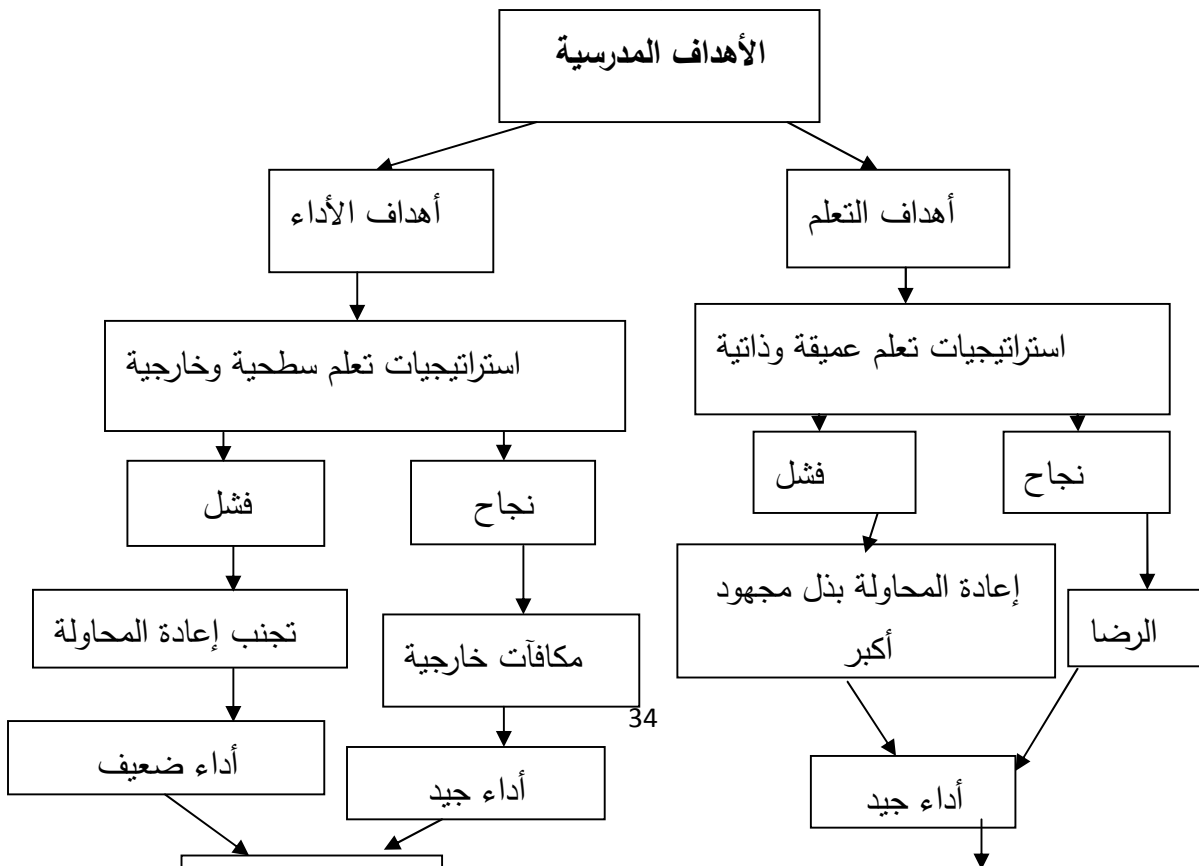 الأهداف المدرسية
أهداف التعلم
أهداف الأداء
استراتيجيات تعلم عميقة وذاتية
استراتيجيات تعلم سطحية وخارجية
نجاح
فشل
نجاح
فشل
الرضا
إعادة المحاولة بذل مجهود
أكبر
مكافآت خارجية
تجنب إعادة المحاولة
34
أداء جيد
أداء جيد
أداء ضعيف